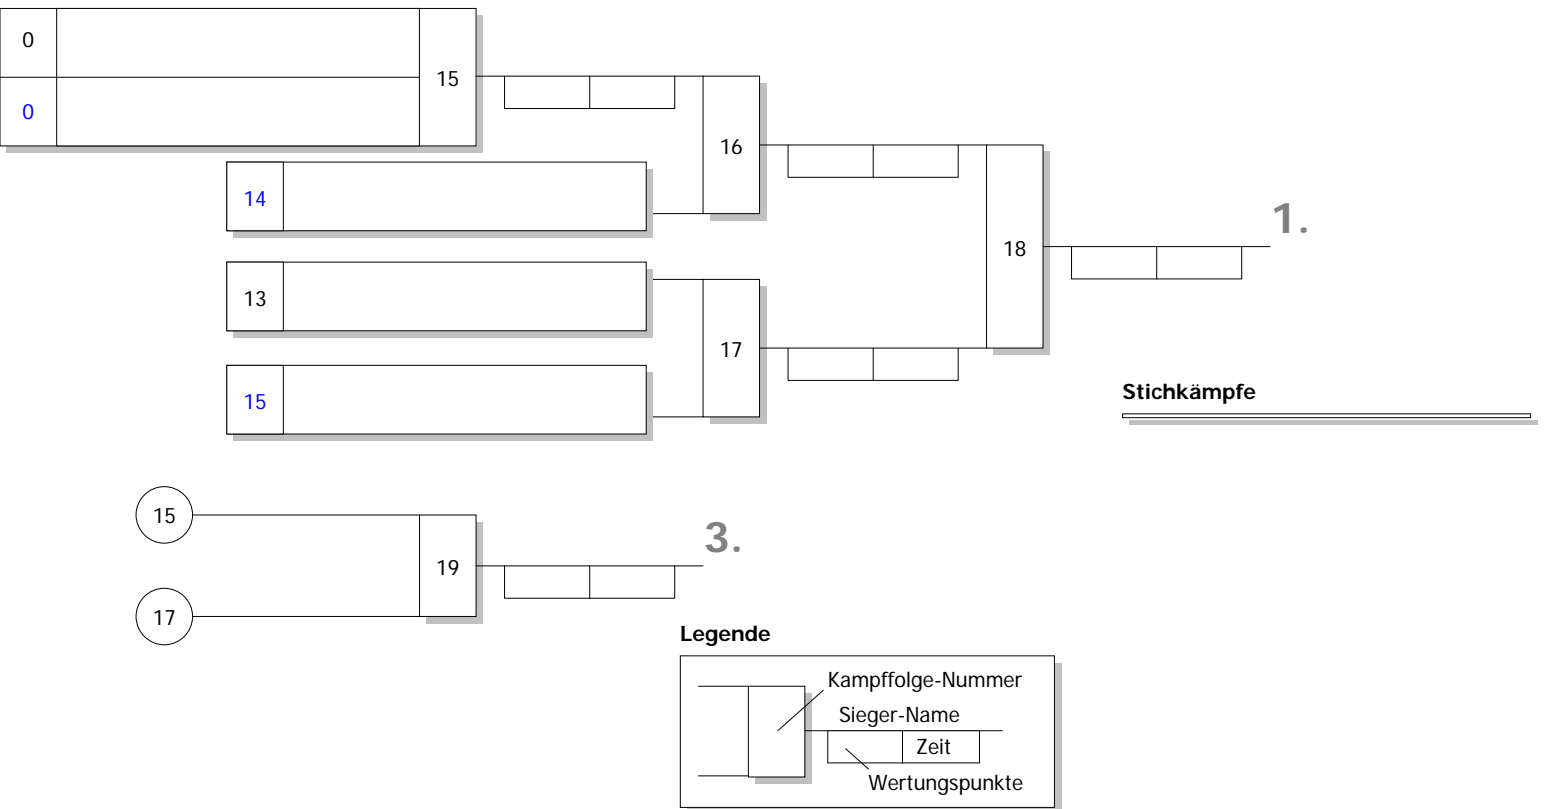 0
15
0
16
14
1.
18
13
17
Stichkämpfe
15
15
3.
19
17
Legende
Kampffolge-Nummer
Sieger-Name
Zeit
Wertungspunkte